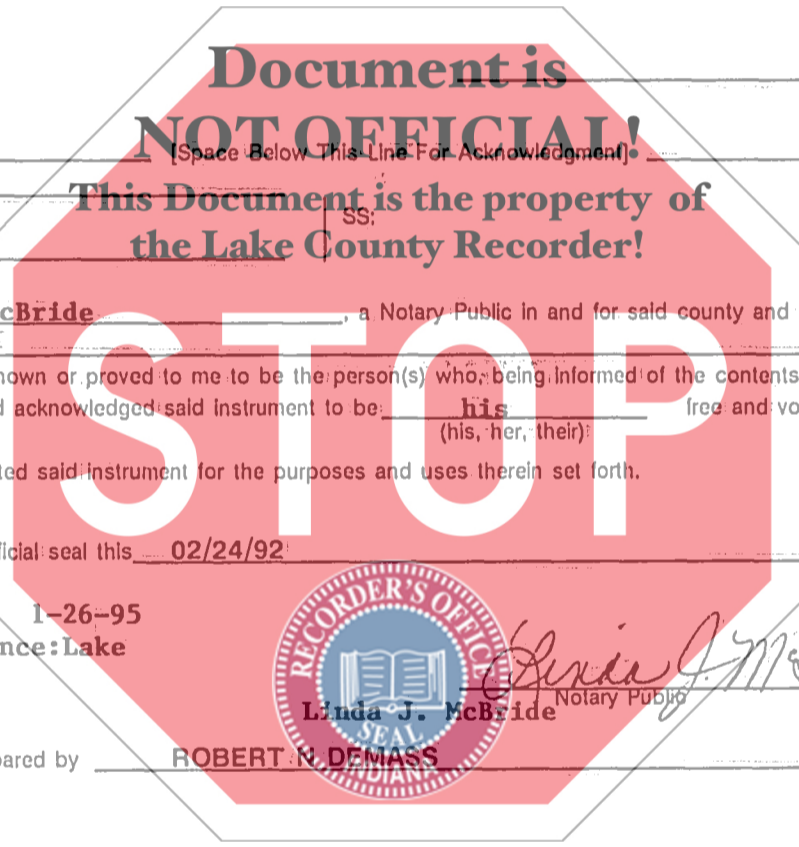 Document is
NOT OFFICIAL!
[Space Below This Line For Acknowledgment]
This Document is the property of
SS:
the Lake County Recorder!
STOP
cBride, a Notary Public in and for said county and
nown or proved to me to be the person(s) who, being informed of the contents
d acknowledged said instrument to be his free and vo
(his, her, their)
ted said instrument for the purposes and uses therein set forth.
ficial seal this 02/24/92
1-26-95
nce: Lake
RECORDER'S OFFICE
SEAL
INDIANA
Linda J. Mc
Notary Public
Linda J. McBride
pared by ROBERT N. DEMASS